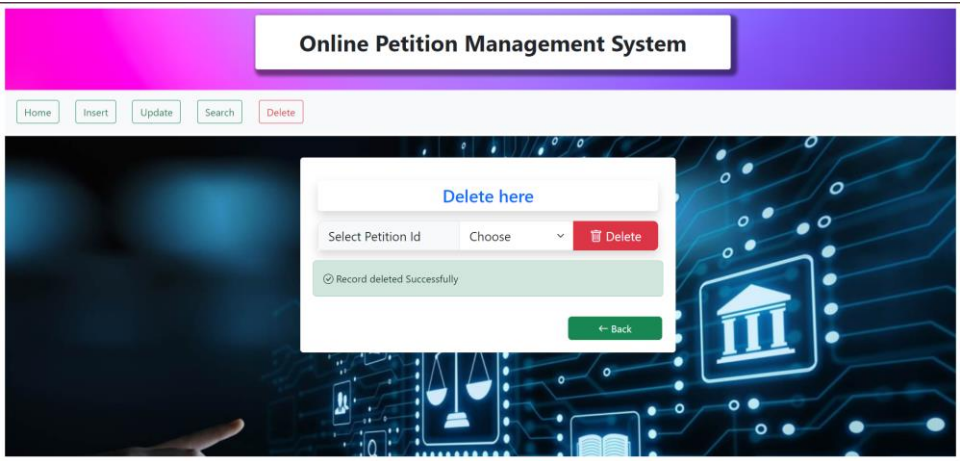 Online Petition Management System
Home Insert Update Search Delete
Delete here
Select Petition Id Choose Delete
Record deleted Successfully
← Back